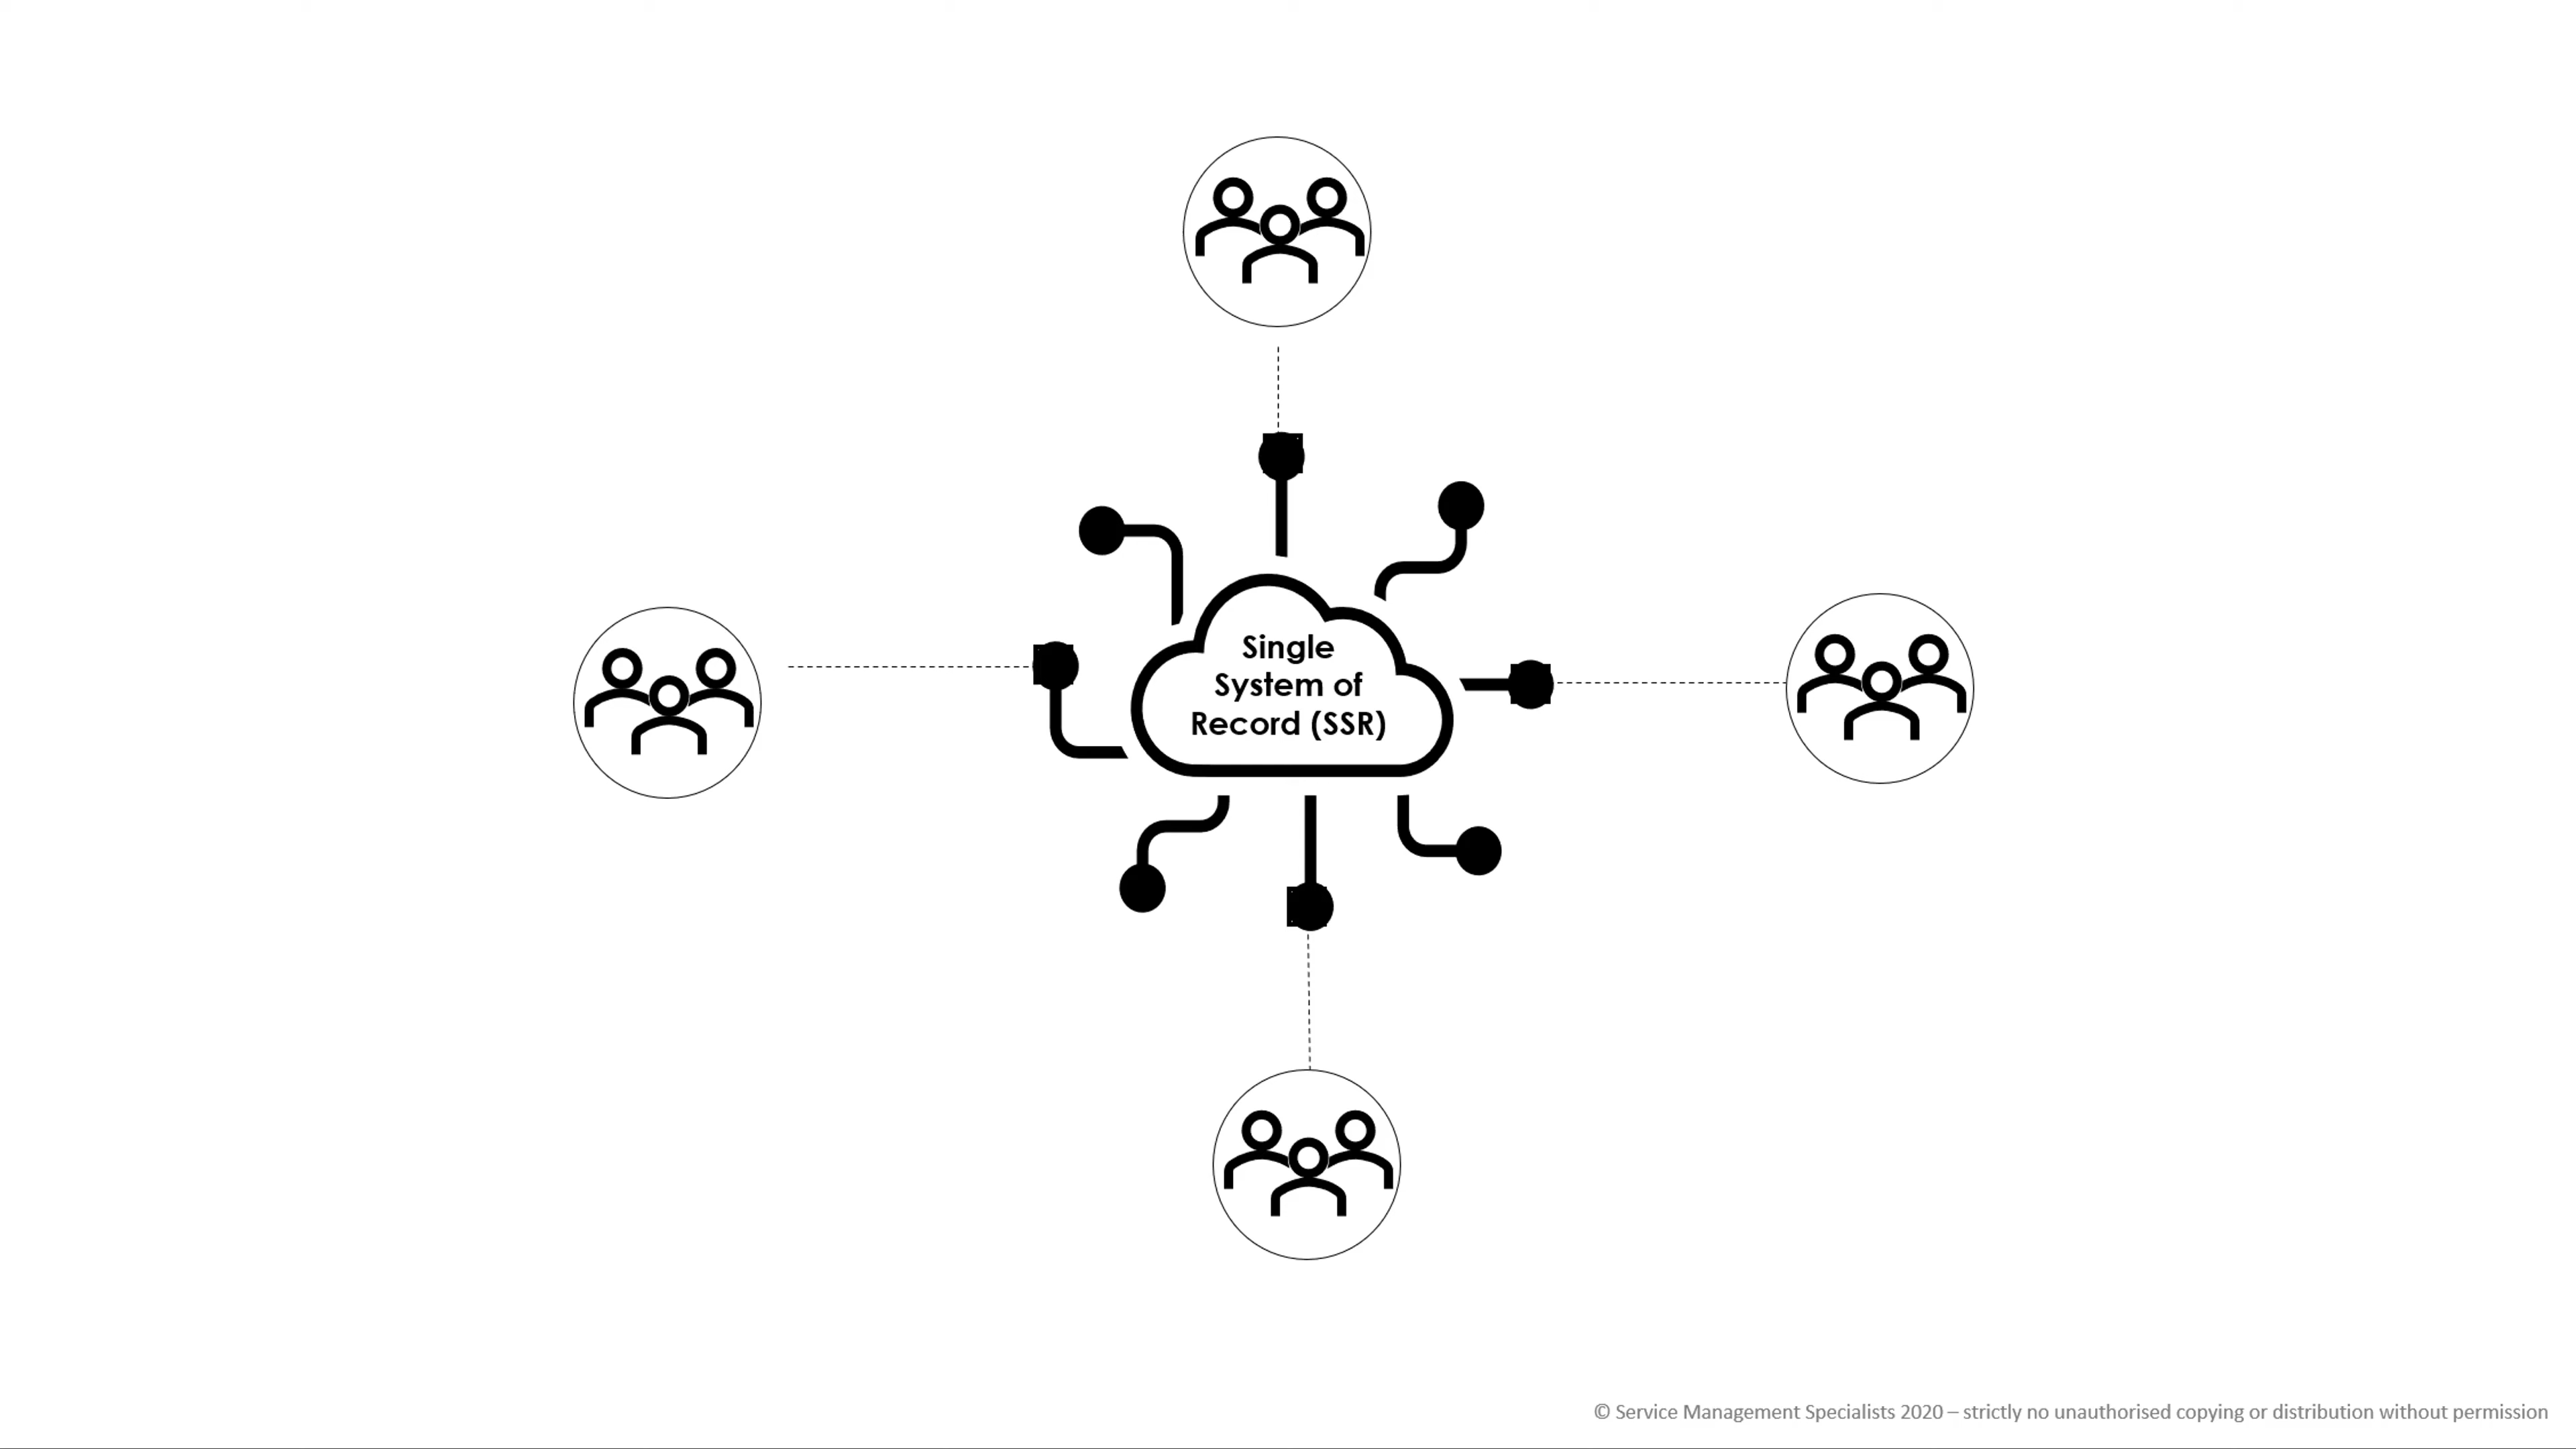 Single
System of
Record (SSR)
© Service Management Specialists 2020 – strictly no unauthorised copying or distribution without permission